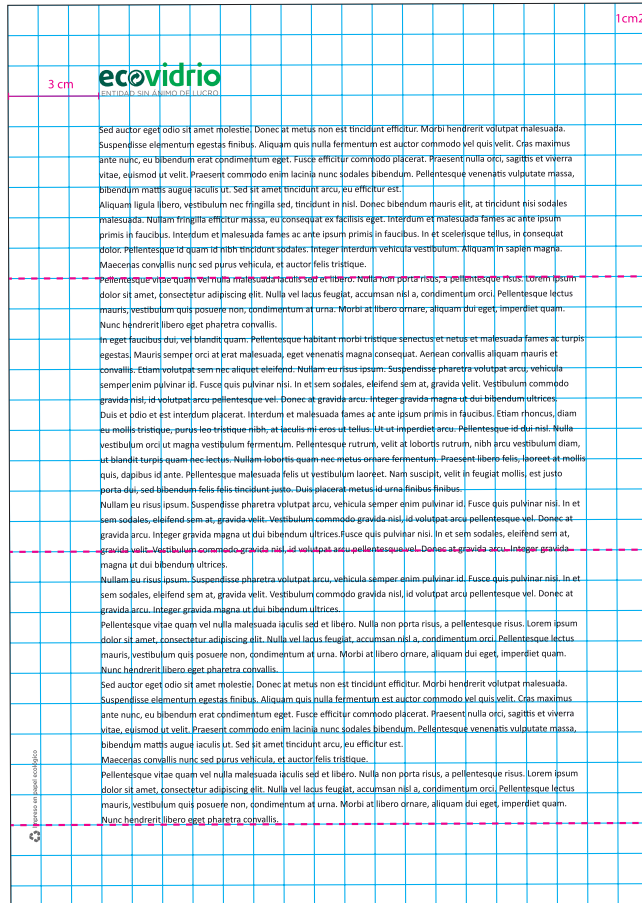 1cm2
3 cm
ecovidrio
ENTIDAD SIN ÁNIMO DE LUCRO
Sed auctor eget odio sit amet molestie. Donec at metus non est tincidunt efficitur. Morbi hendrerit volutpat malesuada.
Suspendisse elementum egestas finibus. Aliquam quis nulla fermentum est auctor commodo vel quis velit. Cras maximus
ante nunc, eu bibendum erat condimentum eget. Fusce efficitur commodo placerat. Praesent nulla orci, sagittis et viverra
vitae, euismod ut velit. Praesent commodo enim lacinia nunc sodales bibendum. Pellentesque venenatis vulputate massa,
bibendum mattis augue iaculis ut. Sed sit amet tincidunt arcu, eu efficitur est.
Aliquam ligula libero, vestibulum nec fringilla sed, tincidunt in nisl. Donec bibendum mauris elit, at tincidunt nisi sodales
malesuada. Nullam fringilla efficitur massa, eu consequat ex facilisis eget. Interdum et malesuada fames ac ante ipsum
primis in faucibus. Interdum et malesuada fames ac ante ipsum primis in faucibus. In et scelerisque tellus, in consequat
dolor. Pellentesque id quam id nibh tincidunt sodales. Integer interdum vehicula vestibulum. Aliquam in sapien magna.
Maecenas convallis nunc sed purus vehicula, et auctor felis tristique.
Pellentesque vitae quam vel nulla malesuada iaculis sed et libero. Nulla non porta risus, a pellentesque risus. Lorem ipsum
dolor sit amet, consectetur adipiscing elit. Nulla vel lacus feugiat, accumsan nisl a, condimentum orci. Pellentesque lectus
mauris, vestibulum quis posuere non, condimentum at urna. Morbi at libero ornare, aliquam dui eget, imperdiet quam.
Nunc hendrerit libero eget pharetra convallis.
In eget faucibus dui, vel blandit quam. Pellentesque habitant morbi tristique senectus et netus et malesuada fames ac turpis
egestas. Mauris semper orci at erat malesuada, eget venenatis magna consequat. Aenean convallis aliquam mauris et
convallis. Etiam volutpat sem nec aliquet eleifend. Nullam eu risus ipsum. Suspendisse pharetra volutpat arcu, vehicula
semper enim pulvinar id. Fusce quis pulvinar nisi. In et sem sodales, eleifend sem at, gravida velit. Vestibulum commodo
gravida nisl, id volutpat arcu pellentesque vel. Donec at gravida arcu. Integer gravida magna ut dui bibendum ultrices.
Duis et odio et est interdum placerat. Interdum et malesuada fames ac ante ipsum primis in faucibus. Etiam rhoncus, diam
eu mollis tristique, purus leo tristique nibh, at iaculis mi eros ut tellus. Ut ut imperdiet arcu. Pellentesque id dui nisl. Nulla
vestibulum orci ut magna vestibulum fermentum. Pellentesque rutrum, velit at lobortis rutrum, nibh arcu vestibulum diam,
ut blandit turpis quam nec lectus. Nullam lobortis quam nec metus ornare fermentum. Praesent libero felis, laoreet at mollis
quis, dapibus id ante. Pellentesque malesuada felis ut vestibulum laoreet. Nam suscipit, velit in feugiat mollis, est justo
porta dui, sed bibendum felis felis tincidunt justo. Duis placerat metus id urna finibus finibus.
Nullam eu risus ipsum. Suspendisse pharetra volutpat arcu, vehicula semper enim pulvinar id. Fusce quis pulvinar nisi. In et
sem sodales, eleifend sem at, gravida velit. Vestibulum commodo gravida nisl, id volutpat arcu pellentesque vel. Donec at
gravida arcu. Integer gravida magna ut dui bibendum ultrices.Fusce quis pulvinar nisi. In et sem sodales, eleifend sem at,
gravida velit. Vestibulum commodo gravida nisl, id volutpat arcu pellentesque vel. Donec at gravida arcu. Integer gravida
magna ut dui bibendum ultrices.
Nullam eu risus ipsum. Suspendisse pharetra volutpat arcu, vehicula semper enim pulvinar id. Fusce quis pulvinar nisi. In et
sem sodales, eleifend sem at, gravida velit. Vestibulum commodo gravida nisl, id volutpat arcu pellentesque vel. Donec at
gravida arcu. Integer gravida magna ut dui bibendum ultrices.
Pellentesque vitae quam vel nulla malesuada iaculis sed et libero. Nulla non porta risus, a pellentesque risus. Lorem ipsum
dolor sit amet, consectetur adipiscing elit. Nulla vel lacus feugiat, accumsan nisl a, condimentum orci. Pellentesque lectus
mauris, vestibulum quis posuere non, condimentum at urna. Morbi at libero ornare, aliquam dui eget, imperdiet quam.
Nunc hendrerit libero eget pharetra convallis.
Sed auctor eget odio sit amet molestie. Donec at metus non est tincidunt efficitur. Morbi hendrerit volutpat malesuada.
Suspendisse elementum egestas finibus. Aliquam quis nulla fermentum est auctor commodo vel quis velit. Cras maximus
ante nunc, eu bibendum erat condimentum eget. Fusce efficitur commodo placerat. Praesent nulla orci, sagittis et viverra
vitae, euismod ut velit. Praesent commodo enim lacinia nunc sodales bibendum. Pellentesque venenatis vulputate massa,
bibendum mattis augue iaculis ut. Sed sit amet tincidunt arcu, eu efficitur est.
Maecenas convallis nunc sed purus vehicula, et auctor felis tristique.
Pellentesque vitae quam vel nulla malesuada iaculis sed et libero. Nulla non porta risus, a pellentesque risus. Lorem ipsum
dolor sit amet, consectetur adipiscing elit. Nulla vel lacus feugiat, accumsan nisl a, condimentum orci. Pellentesque lectus
mauris, vestibulum quis posuere non, condimentum at urna. Morbi at libero ornare, aliquam dui eget, imperdiet quam.
Nunc hendrerit libero eget pharetra convallis.
Impreso en papel ecológico